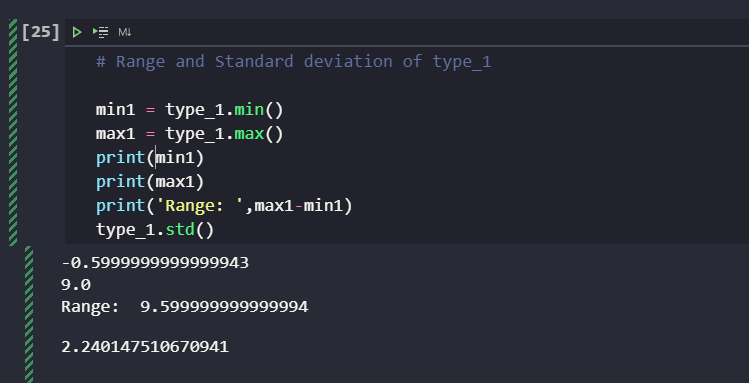 [25] M↓
# Range and Standard deviation of type_1
min1 = type_1.min()
max1 = type_1.max()
print(min1)
print(max1)
print('Range: ',max1-min1)
type_1.std()
-0.5999999999999943
9.0
Range:  9.599999999999994
2.240147510670941